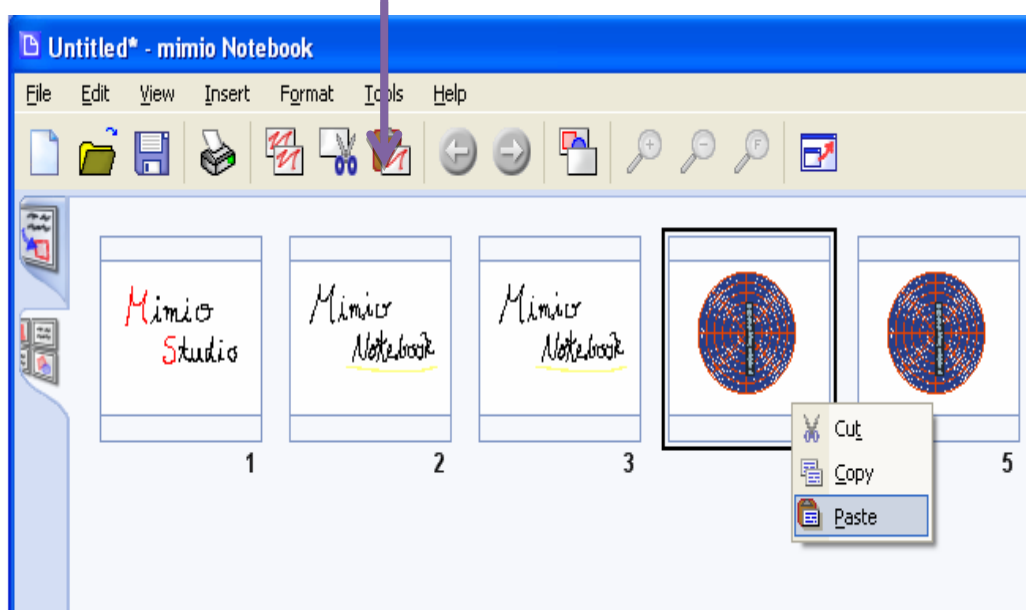 Untitled* - mimio Notebook
File Edit View Insert Format Tools Help
F
Mimio
Studio
Mimio
Notebook
Mimio
Notebook
1 2 3 5
Cut
Copy
Paste